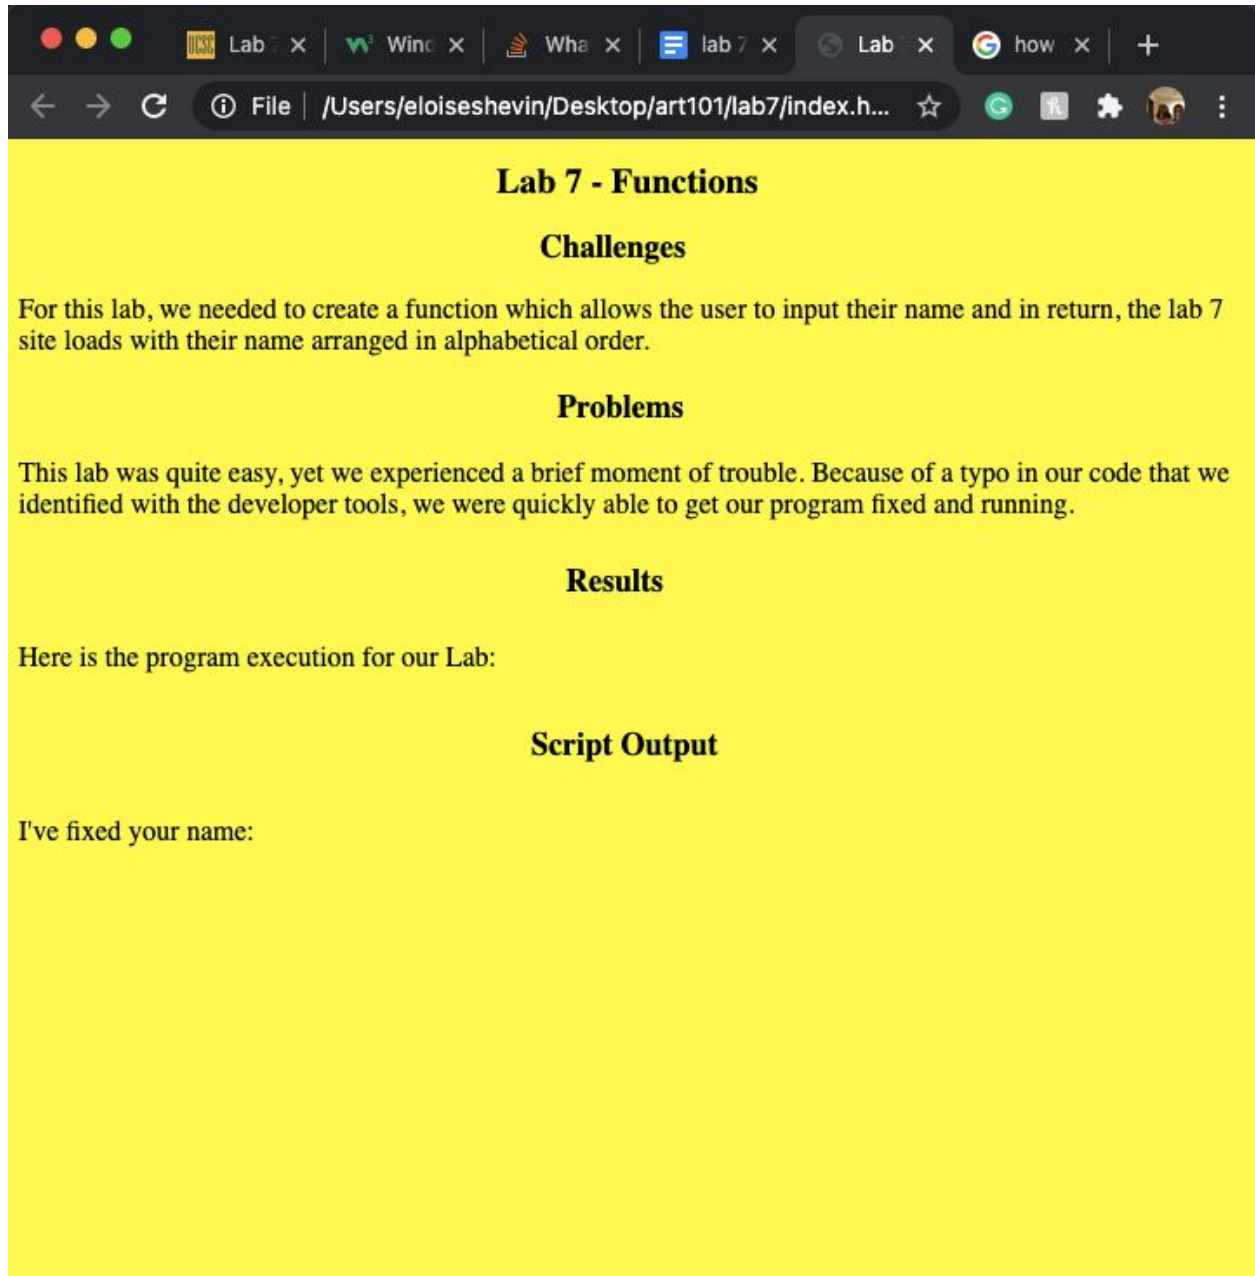 UCSC Lab 7
Wind
Wha
lab 7
Lab
how
File
/Users/eloiseshevin/Desktop/art101/lab7/index.h...
Lab 7 - Functions
Challenges
For this lab, we needed to create a function which allows the user to input their name and in return, the lab 7
site loads with their name arranged in alphabetical order.
Problems
This lab was quite easy, yet we experienced a brief moment of trouble. Because of a typo in our code that we
identified with the developer tools, we were quickly able to get our program fixed and running.
Results
Here is the program execution for our Lab:
Script Output
I've fixed your name: